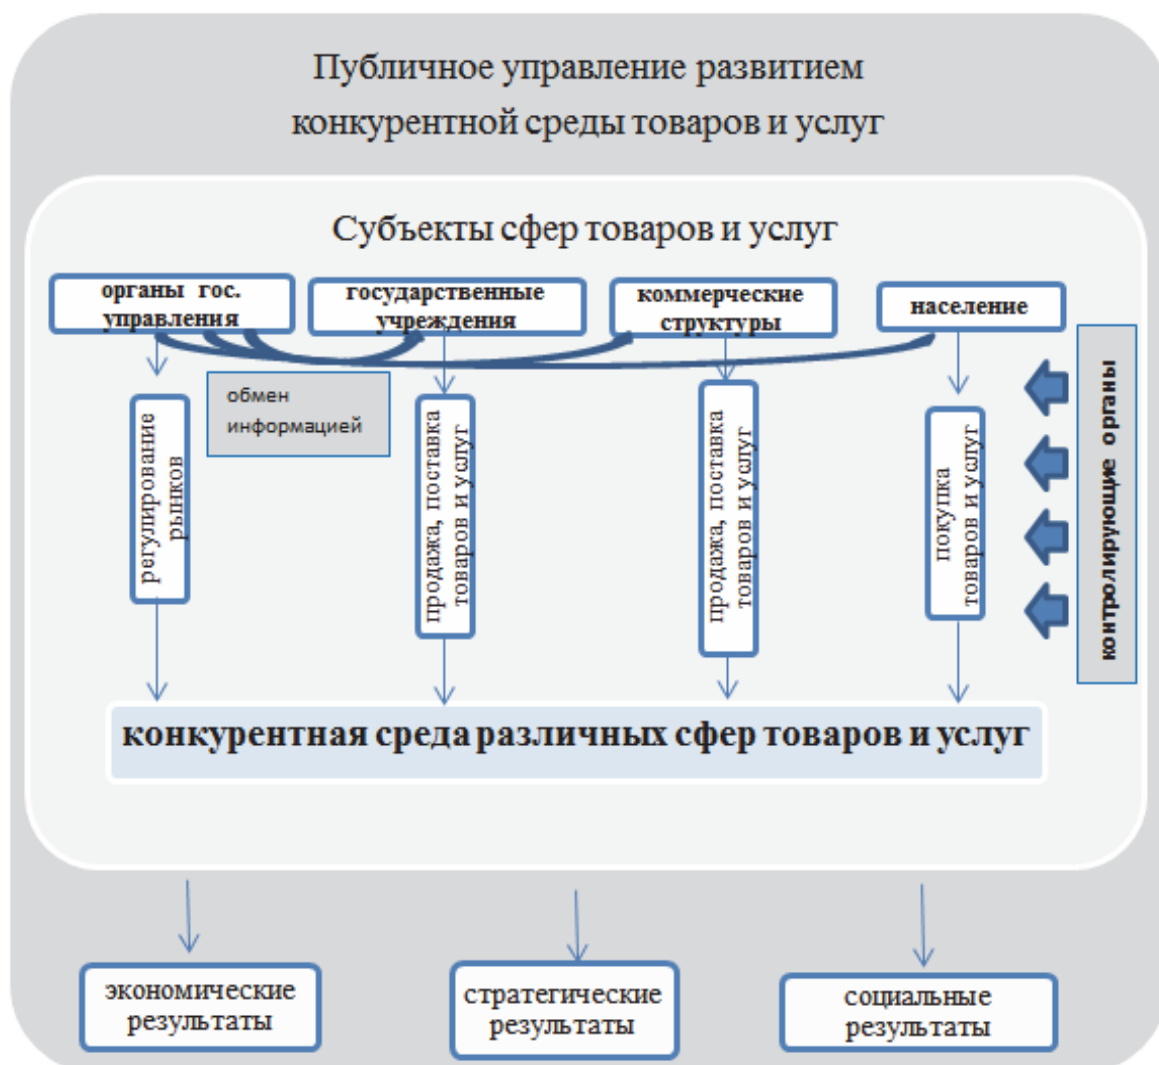 Публичное управление развитием
конкурентной среды товаров и услуг
Субъекты сфер товаров и услуг
органы гос.
управления
государственные
учреждения
коммерческие
структуры
население
обмен
информацией
регулирование
рынков
продажа, поставка
товаров и услуг
продажа, поставка
товаров и услуг
покупка
товаров и услуг
контролирующие органы
конкурентная среда различных сфер товаров и услуг
экономические
результаты
стратегические
результаты
социальные
результаты